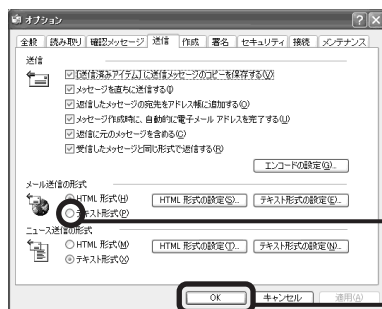 オプション
全般 読み取り 確認メッセージ 送信 作成 署名 セキュリティ 接続 メンテナンス
送信
[送信済みアイテム]に送信メッセージのコピーを保存する(V)
メッセージを直ちに送信する(I)
返信したメッセージの宛先をアドレス帳に追加する(O)
メッセージ作成時に、自動的に電子メール アドレスを完了する(U)
返信に元のメッセージを含める(C)
受信したメッセージと同じ形式で返信する(R)
エンコードの設定(G)...
メール送信の形式
HTML 形式(H) HTML 形式の設定(S)... テキスト形式の設定(E)...
テキスト形式(P)
ニュース送信の形式
HTML 形式(M) HTML 形式の設定(T)... テキスト形式の設定(N)...
テキスト形式(X)
OK キャンセル 適用(A)